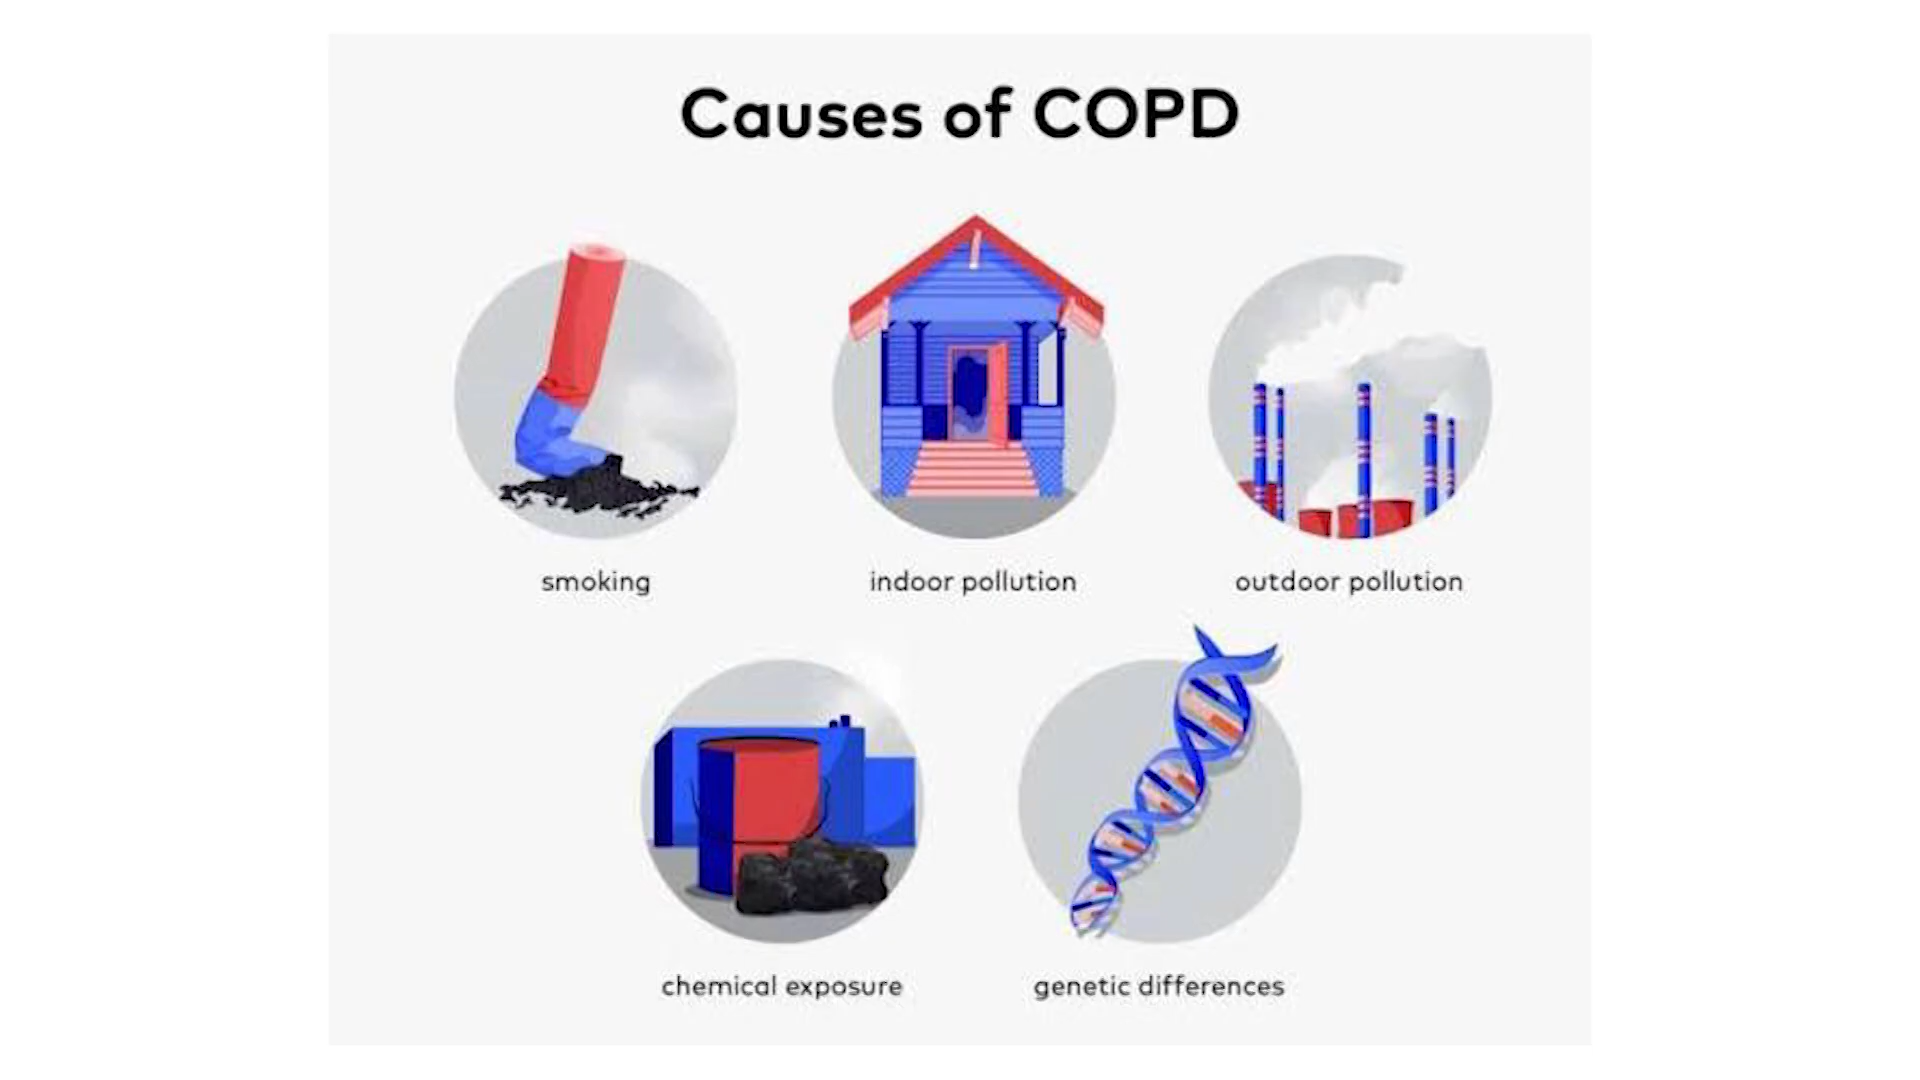 Causes of COPD
smoking
indoor pollution
outdoor pollution
chemical exposure
genetic differences